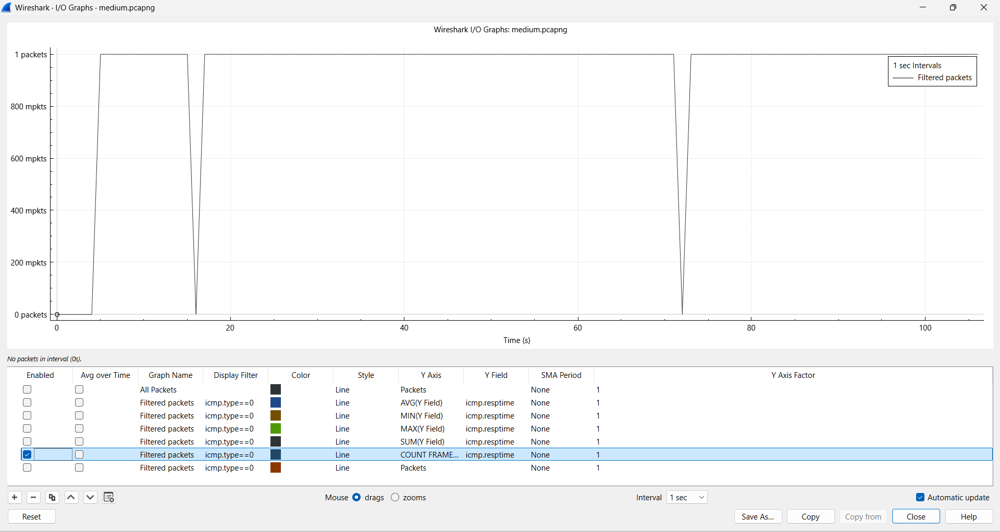 Wireshark · I/O Graphs · medium.pcapng
Wireshark I/O Graphs: medium.pcapng
1 packets
800 mpkts
600 mpkts
400 mpkts
200 mpkts
0 packets
1 sec Intervals
Filtered packets
0 20 40 60 80 100
Time (s)
No packets in interval (0s).
Enabled Avg over Time Graph Name Display Filter Color Style Y Axis Y Field SMA Period Y Axis Factor
All Packets Line Packets None 1
Filtered packets icmp.type==0 Line AVG(Y Field) icmp.resptime None 1
Filtered packets icmp.type==0 Line MIN(Y Field) icmp.resptime None 1
Filtered packets icmp.type==0 Line MAX(Y Field) icmp.resptime None 1
Filtered packets icmp.type==0 Line SUM(Y Field) icmp.resptime None 1
Filtered packets icmp.type==0 Line COUNT FRAME... icmp.resptime None 1
Filtered packets icmp.type==0 Line Packets None 1
Mouse drags zooms Interval 1 sec Automatic update
Reset Save As... Copy Copy from Close Help